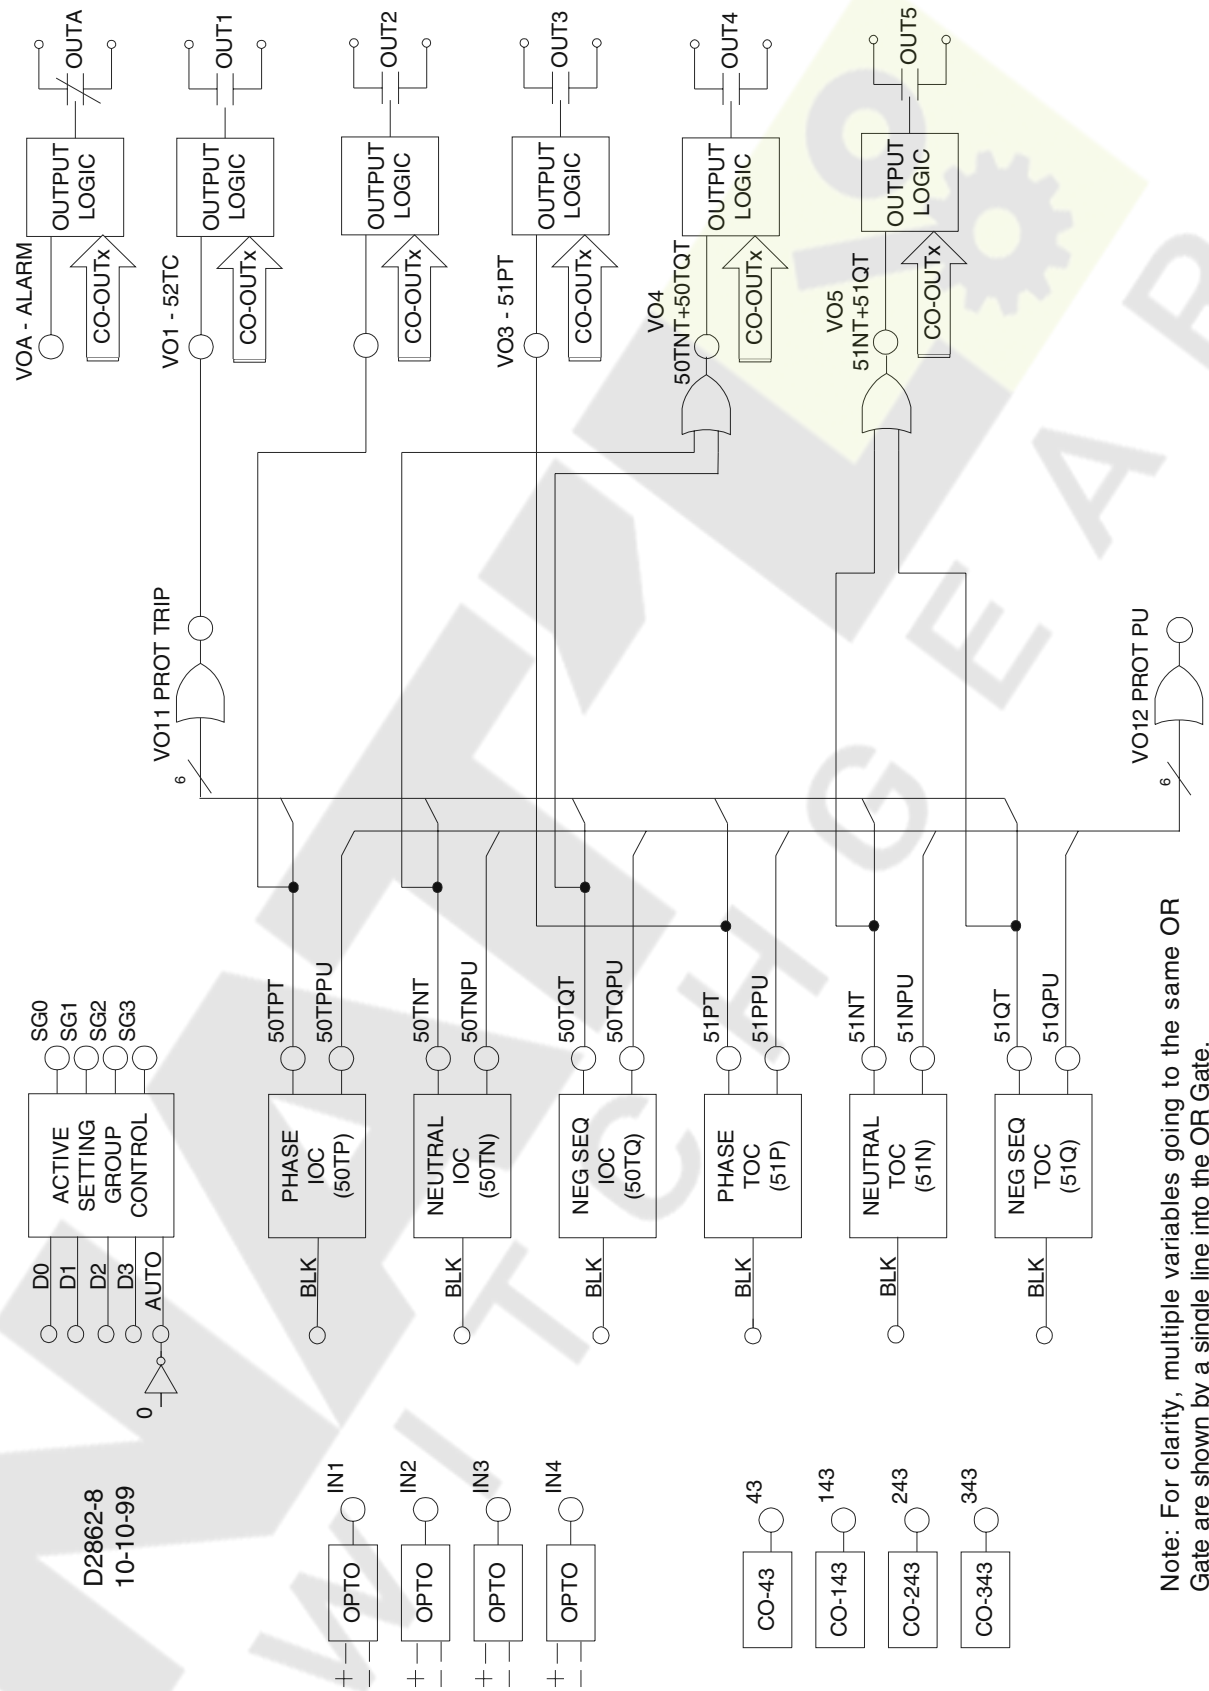 D2862-8
10-10-99
0
D0
D1
D2
D3
AUTO
ACTIVE
SETTING
GROUP
CONTROL
SG0
SG1
SG2
SG3
VOA - ALARM
OUTPUT
LOGIC
CO-OUTx
OUTA
VO1 - 52TC
OUTPUT
LOGIC
CO-OUTx
OUT1
OUTPUT
LOGIC
CO-OUTx
OUT2
VO3 - 51PT
OUTPUT
LOGIC
CO-OUTx
OUT3
VO4
50TNT+50TQT
OUTPUT
LOGIC
CO-OUTx
OUT4
VO5
51NT+51QT
OUTPUT
LOGIC
CO-OUTx
OUT5
VO11 PROT TRIP
6
VO12 PROT PU
6
BLK
PHASE
IOC
(50TP)
50TPT
50TPPU
BLK
NEUTRAL
IOC
(50TN)
50TNT
50TNPU
BLK
NEG SEQ
IOC
(50TQ)
50TQT
50TQPU
BLK
PHASE
TOC
(51P)
51PT
51PPU
BLK
NEUTRAL
TOC
(51N)
51NT
51NPU
BLK
NEG SEQ
TOC
(51Q)
51QT
51QPU
OPTO
IN1
OPTO
IN2
OPTO
IN3
OPTO
IN4
CO-43
43
CO-143
143
CO-243
243
CO-343
343
Note: For clarity, multiple variables going to the same OR
Gate are shown by a single line into the OR Gate.
WITCHGEAR